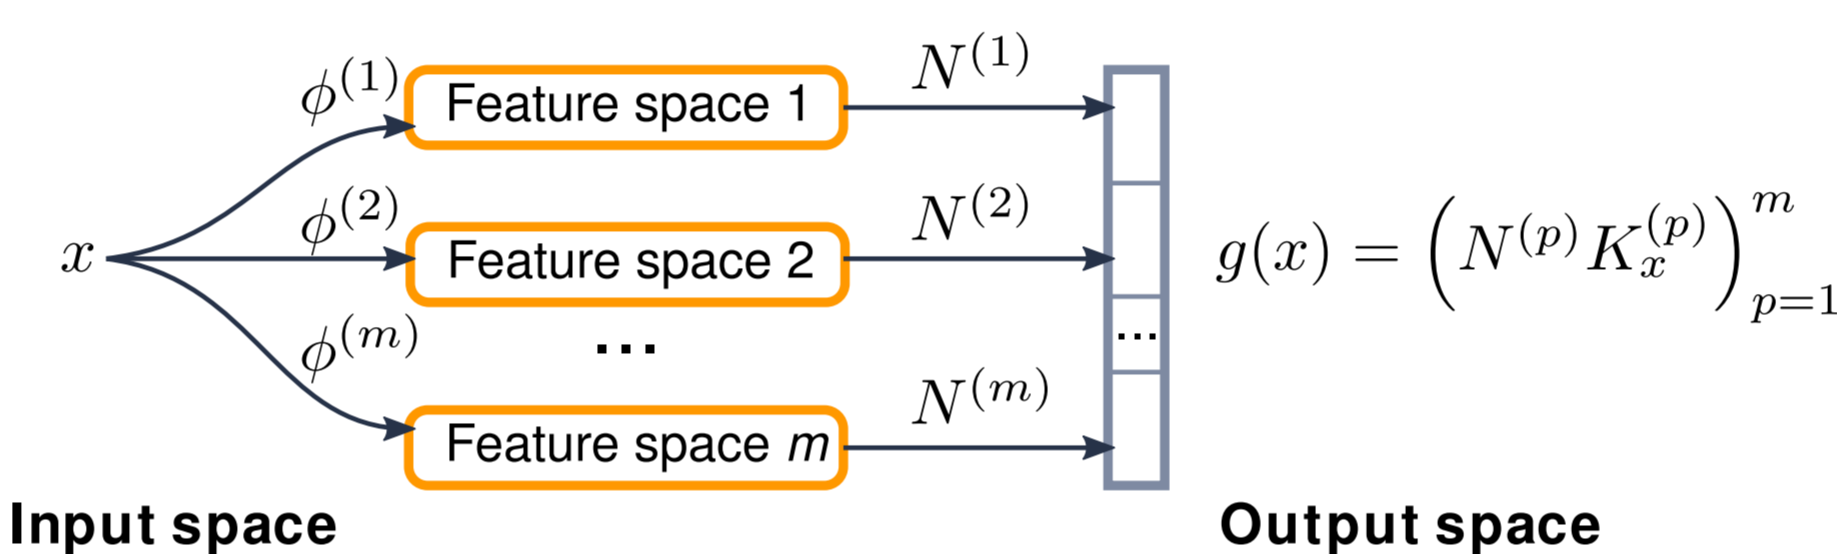 ϕ^(1)
Feature space 1
N^(1)
ϕ^(2)
Feature space 2
N^(2)
x
g(x) = (N^(p) K_x^(p))_{p=1}^m
ϕ^(m)
...
...
Feature space m
N^(m)
Input space
Output space